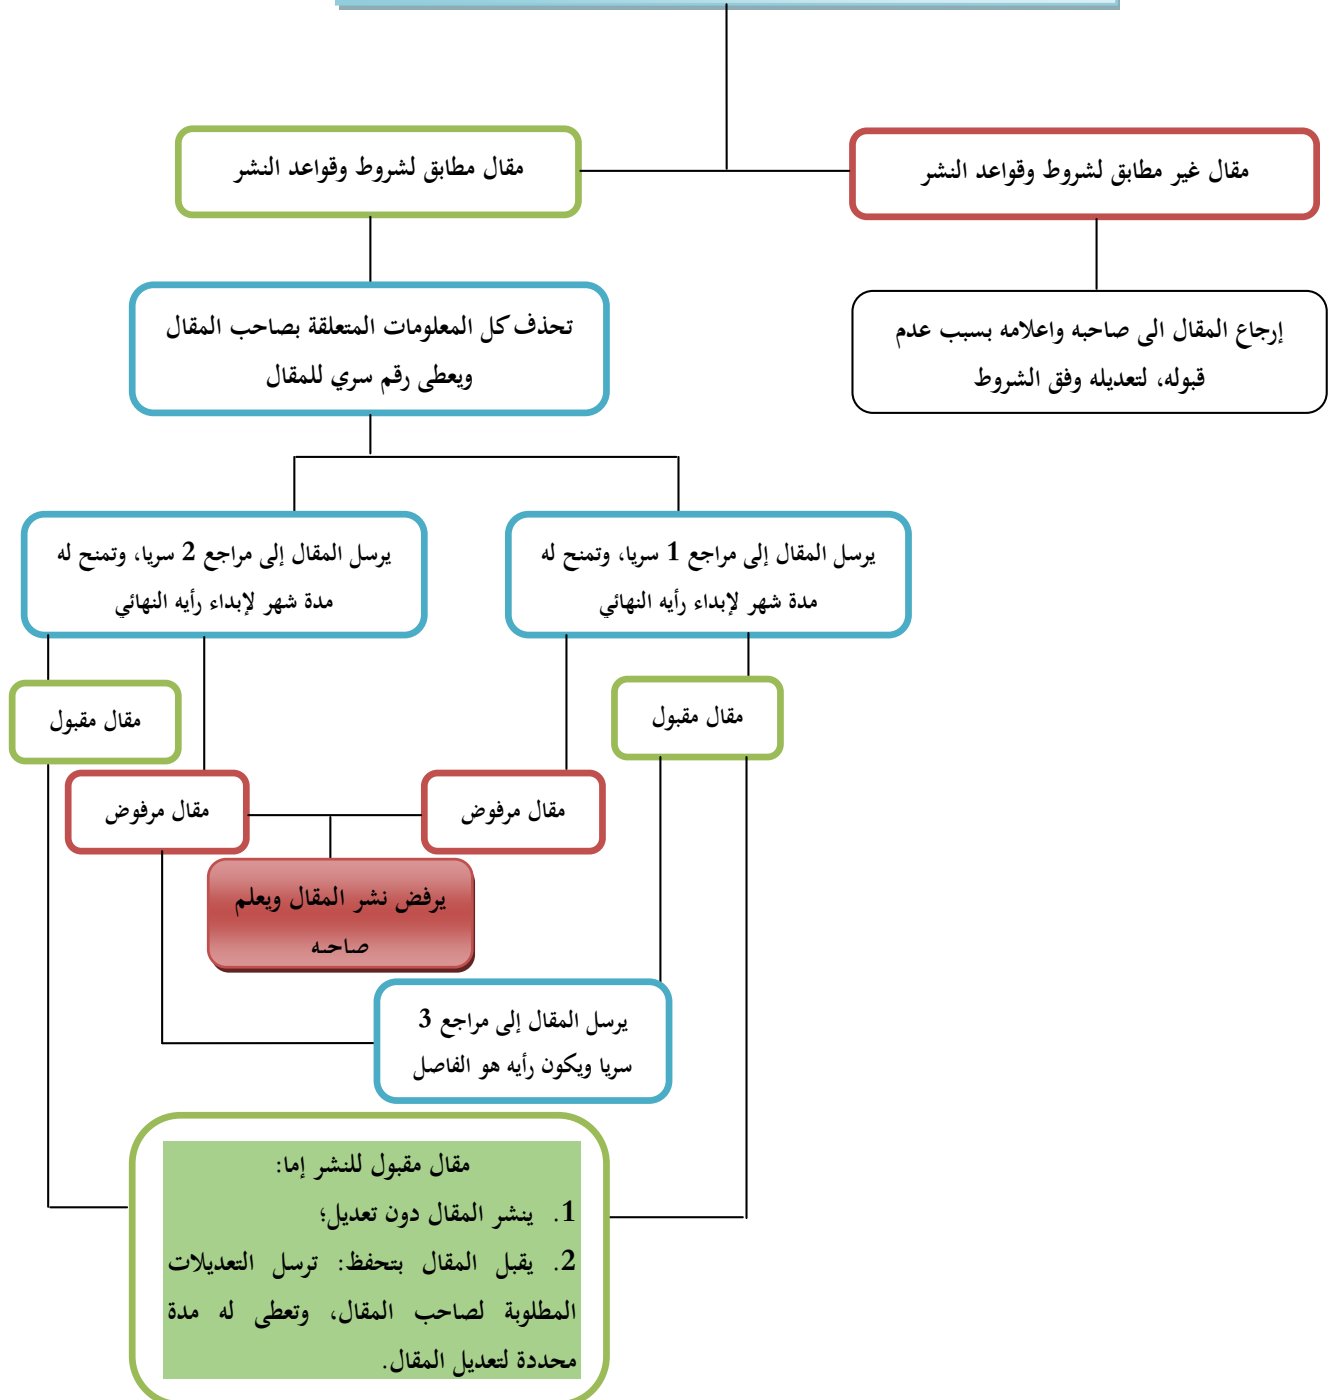 مقال غير مطابق لشروط وقواعد النشر
مقال مطابق لشروط وقواعد النشر
إرجاع المقال الى صاحبه واعلامه بسبب عدم
قبوله، لتعديله وفق الشروط
تحذف كل المعلومات المتعلقة بصاحب المقال
ويعطى رقم سري للمقال
يرسل المقال إلى مراجع 1 سريا، وتمنح له
مدة شهر لإبداء رأيه النهائي
يرسل المقال إلى مراجع 2 سريا، وتمنح له
مدة شهر لإبداء رأيه النهائي
مقال مقبول
مقال مقبول
مقال مرفوض
مقال مرفوض
يرفض نشر المقال ويعلم
صاحبه
يرسل المقال إلى مراجع 3
سريا ويكون رأيه هو الفاصل
مقال مقبول للنشر إما:
1. ينشر المقال دون تعديل؛
2. يقبل المقال بتحفظ: ترسل التعديلات
المطلوبة لصاحب المقال، وتعطى له مدة
محددة لتعديل المقال.